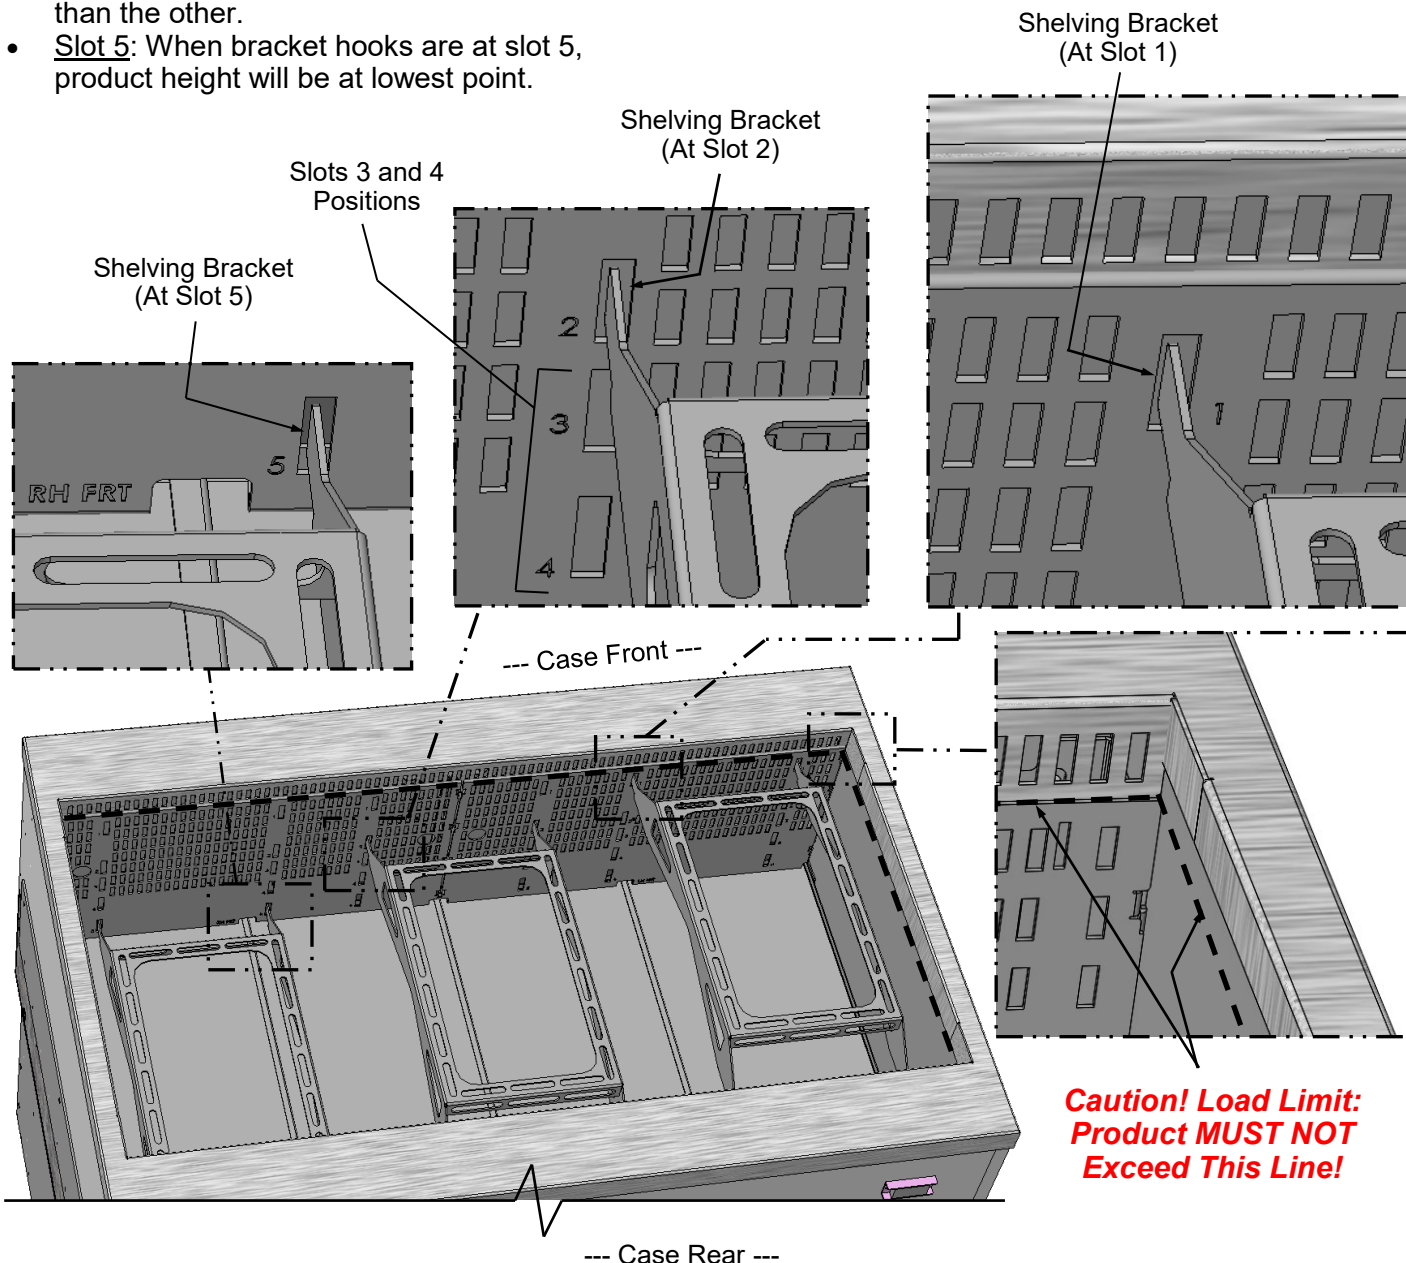 than the other.
• Slot 5: When bracket hooks are at slot 5,
product height will be at lowest point.
Shelving Bracket
(At Slot 1)
Shelving Bracket
(At Slot 2)
Slots 3 and 4
Positions
Shelving Bracket
(At Slot 5)
2
3
4
1
5
RH FRT
--- Case Front ---
Caution! Load Limit:
Product MUST NOT
Exceed This Line!
--- Case Rear ---